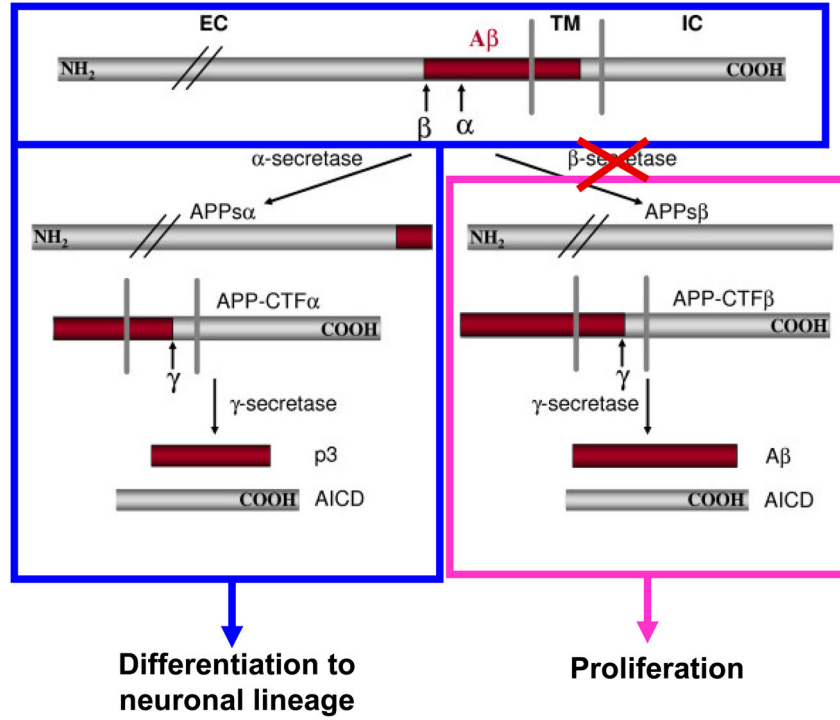 EC TM IC
Aβ
NH₂ COOH
β α
α-secretase β-secretase
APPsα APPsβ
NH₂ NH₂
APP-CTFα APP-CTFβ
COOH COOH
γ γ
γ-secretase γ-secretase
p3 Aβ
COOH AICD COOH AICD
Differentiation to
neuronal lineage
Proliferation